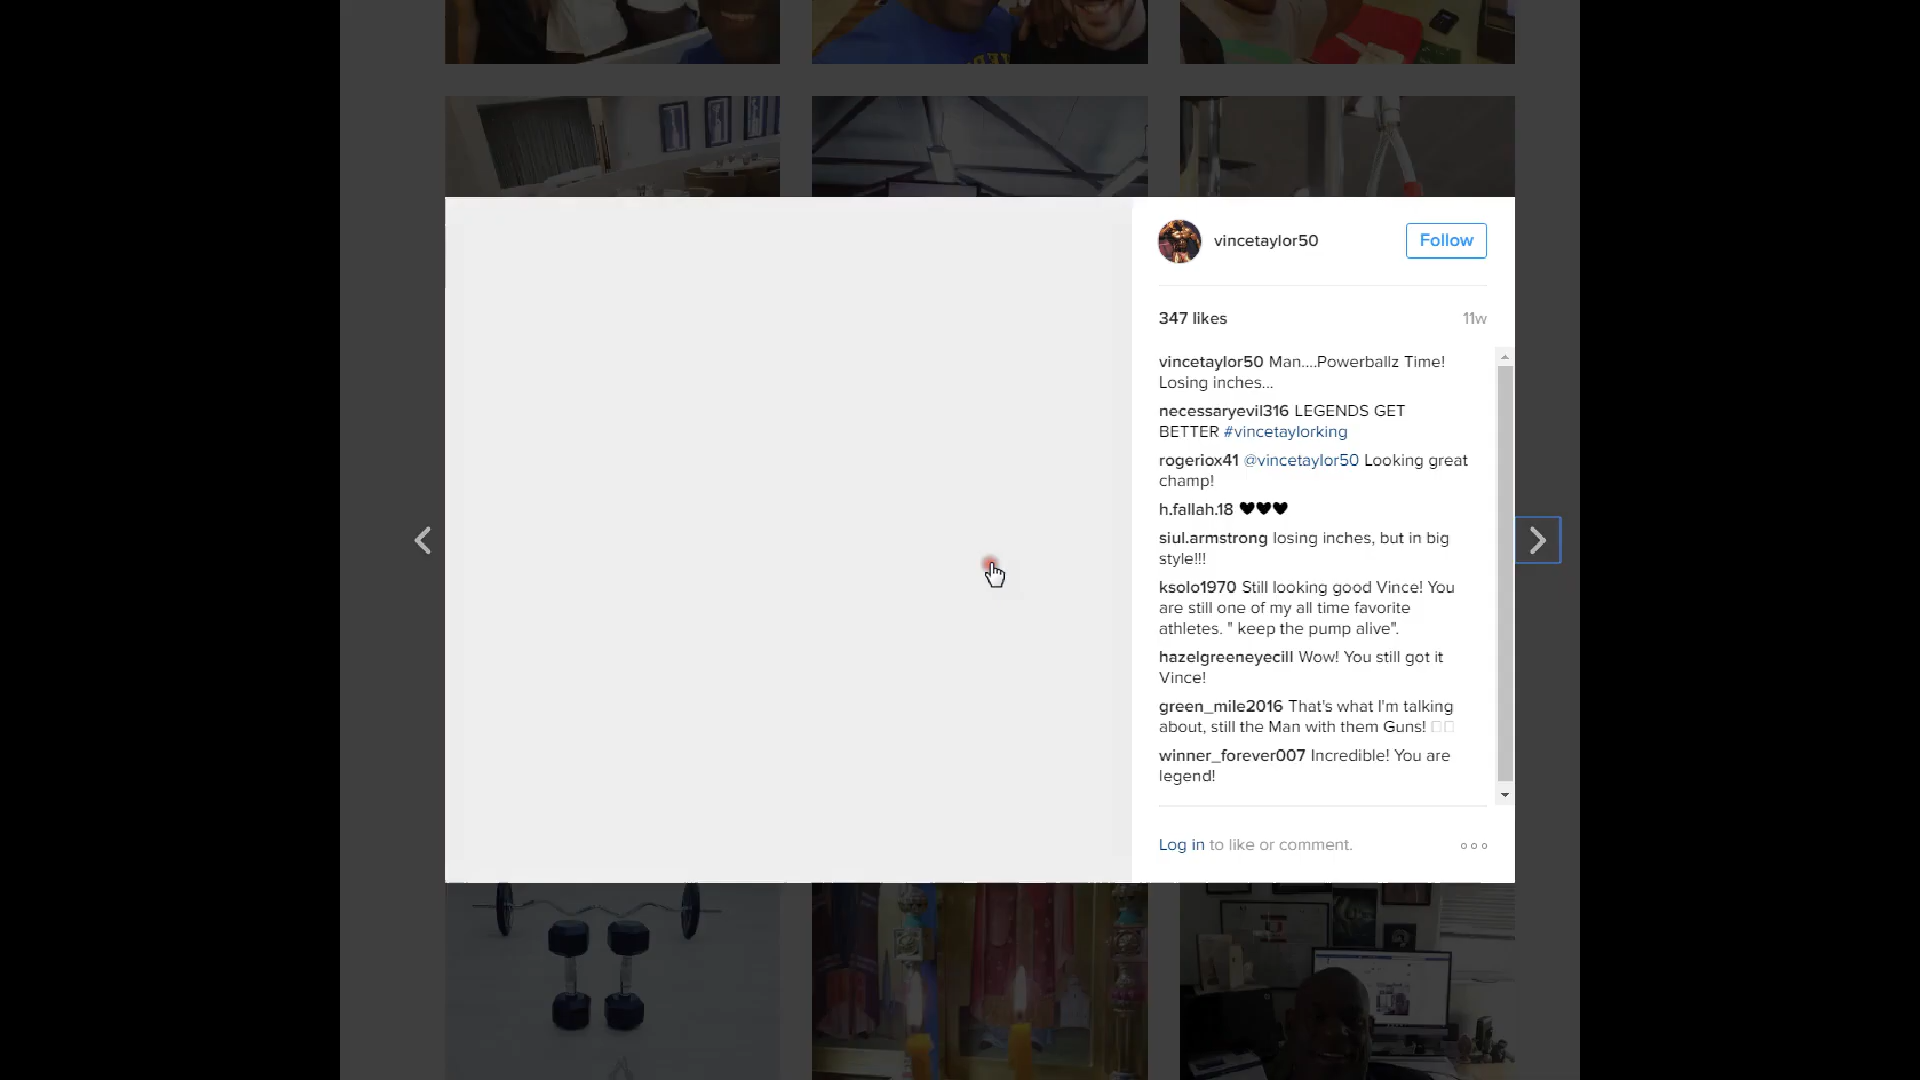 vincetaylor50
Follow
347 likes
11w
vincetaylor50 Man....Powerballz Time!
Losing inches...
necessaryevil316 LEGENDS GET
BETTER #vincetaylorking
rogeriox41 @vincetaylor50 Looking great
champ!
h.fallah.18 🖤🖤🖤
siul.armstrong losing inches, but in big
style!!!
ksolo1970 Still looking good Vince! You
are still one of my all time favorite
athletes. " keep the pump alive".
hazelgreeneyecill Wow! You still got it
Vince!
green_mile2016 That's what I'm talking
about, still the Man with them Guns!
winner_forever007 Incredible! You are
legend!
Log in to like or comment.